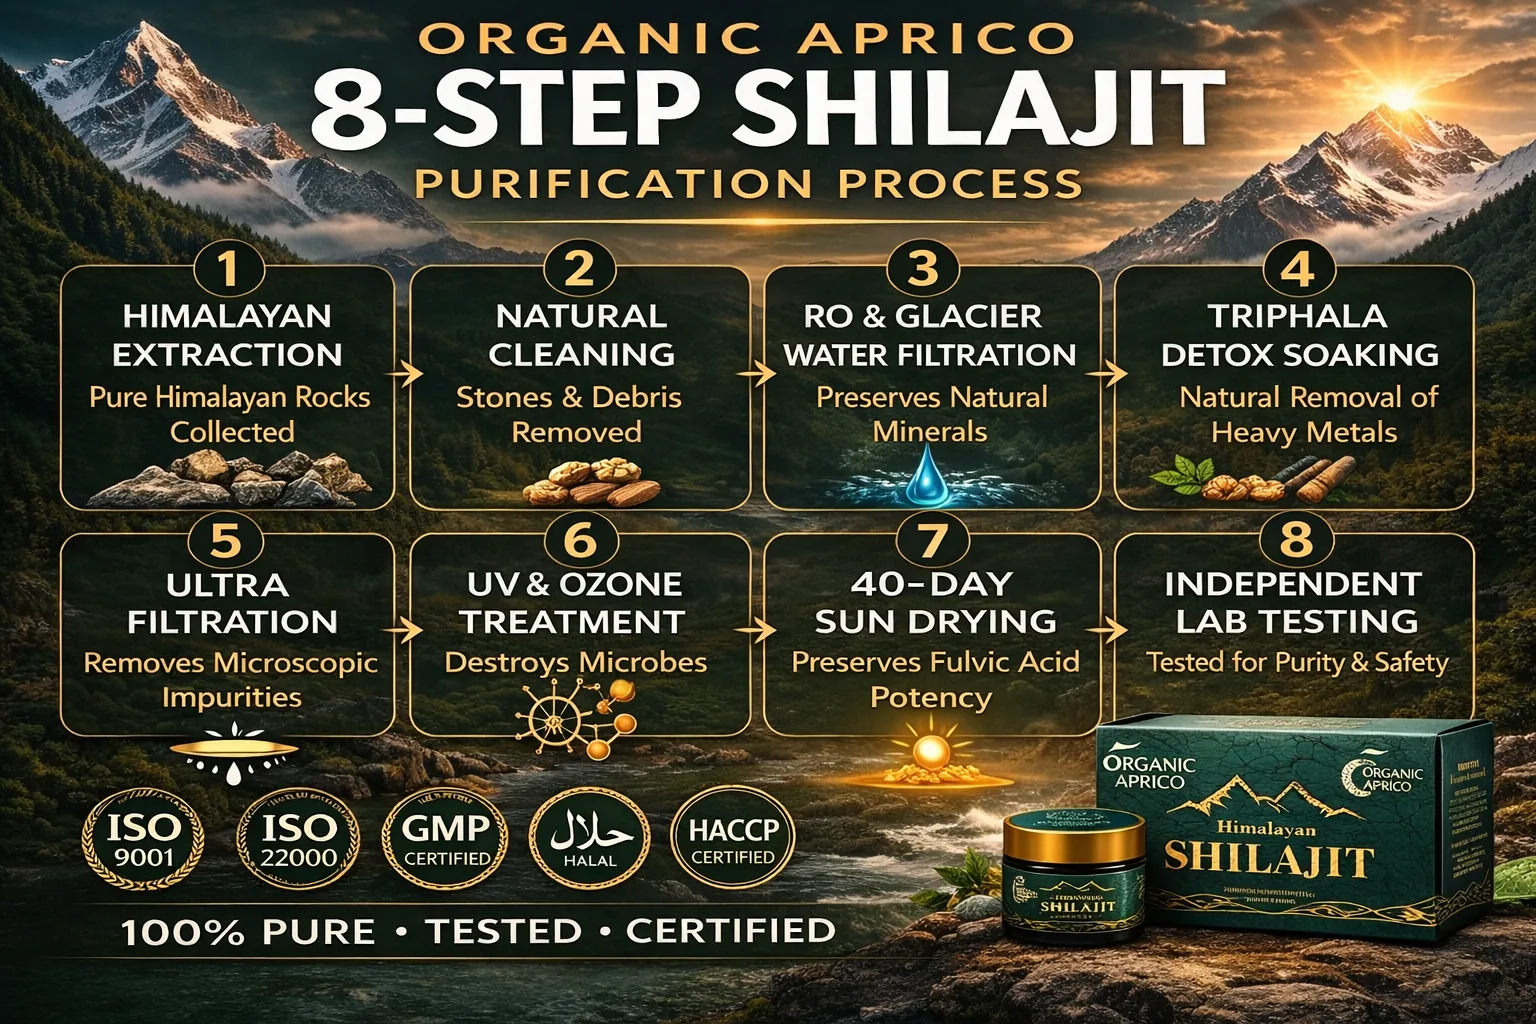 ORGANIC APRICO
8-STEP SHILAJIT
PURIFICATION PROCESS
1
HIMALAYAN
EXTRACTION
Pure Himalayan Rocks
Collected
2
NATURAL
CLEANING
Stones & Debris
Removed
3
RO & GLACIER
WATER FILTRATION
Preserves Natural
Minerals
4
TRIPHALA
DETOX SOAKING
Natural Removal of
Heavy Metals
5
ULTRA
FILTRATION
Removes Microscopic
Impurities
6
UV & OZONE
TREATMENT
Destroys Microbes
7
40-DAY
SUN DRYING
Preserves Fulvic Acid
Potency
8
INDEPENDENT
LAB TESTING
Tested for Purity & Safety
ISO
9001
ISO
22000
GMP
CERTIFIED
حلال
HALAL
HACCP
CERTIFIED
100% PURE • TESTED • CERTIFIED
ORGANIC
APRICO
ORGANIC
APRICO
Himalayan
SHILAJIT
SHILAJIT